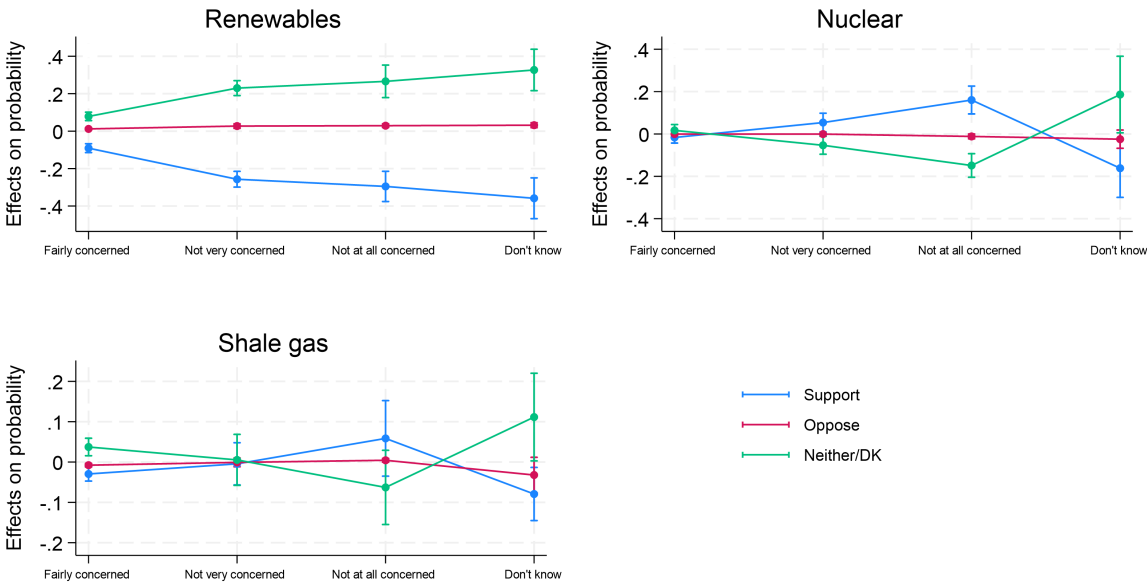 Renewables
Effects on probability
.4
.2
0
-.2
-.4
Fairly concerned Not very concerned Not at all concerned Don't know
Nuclear
Effects on probability
.4
.2
0
-.2
-.4
Fairly concerned Not very concerned Not at all concerned Don't know
Shale gas
Effects on probability
.2
.1
0
-.1
-.2
Fairly concerned Not very concerned Not at all concerned Don't know
Support
Oppose
Neither/DK